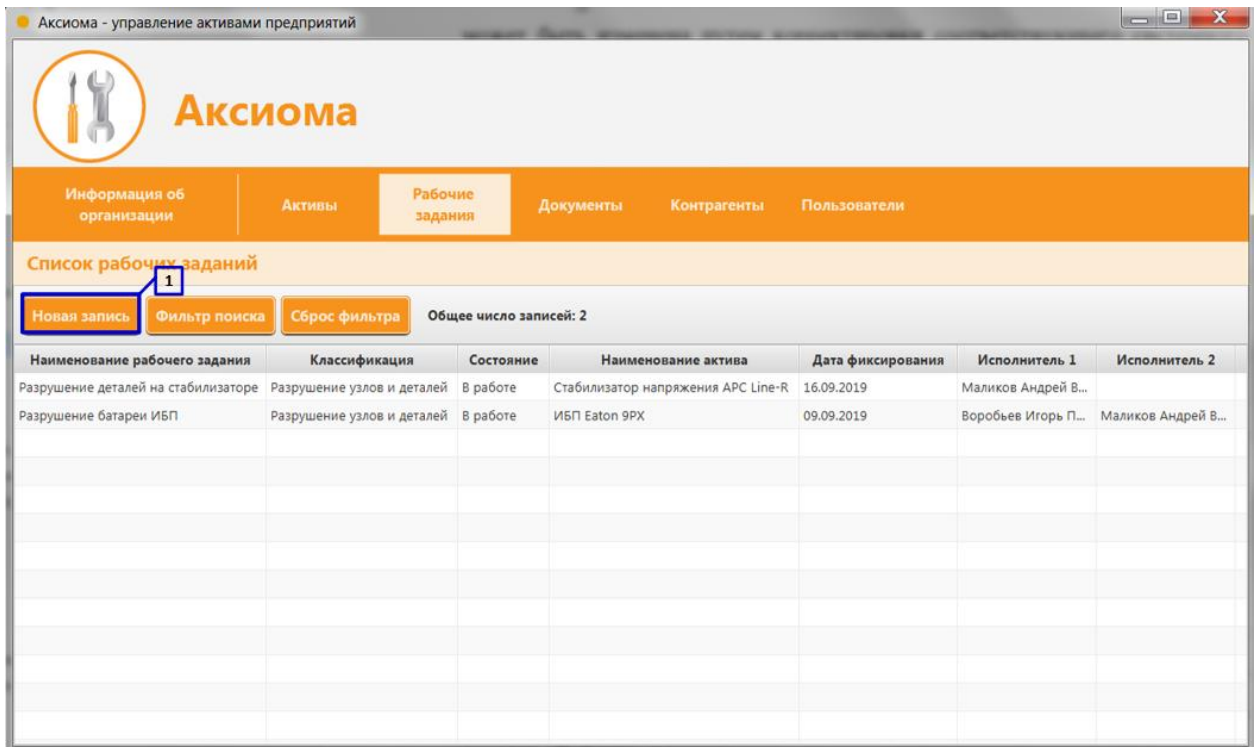 Аксиома - управление активами предприятий
Аксиома
Информация об
организации
Активы
Рабочие
задания
Документы
Контрагенты
Пользователи
Список рабочих заданий
1
Новая запись
Фильтр поиска
Сброс фильтра
Общее число записей: 2
Наименование рабочего задания Классификация Состояние Наименование актива Дата фиксирования Исполнитель 1 Исполнитель 2
Разрушение деталей на стабилизаторе Разрушение узлов и деталей В работе Стабилизатор напряжения APC Line-R 16.09.2019 Маликов Андрей В...
Разрушение батареи ИБП Разрушение узлов и деталей В работе ИБП Eaton 9PX 09.09.2019 Воробьев Игорь П... Маликов Андрей В...